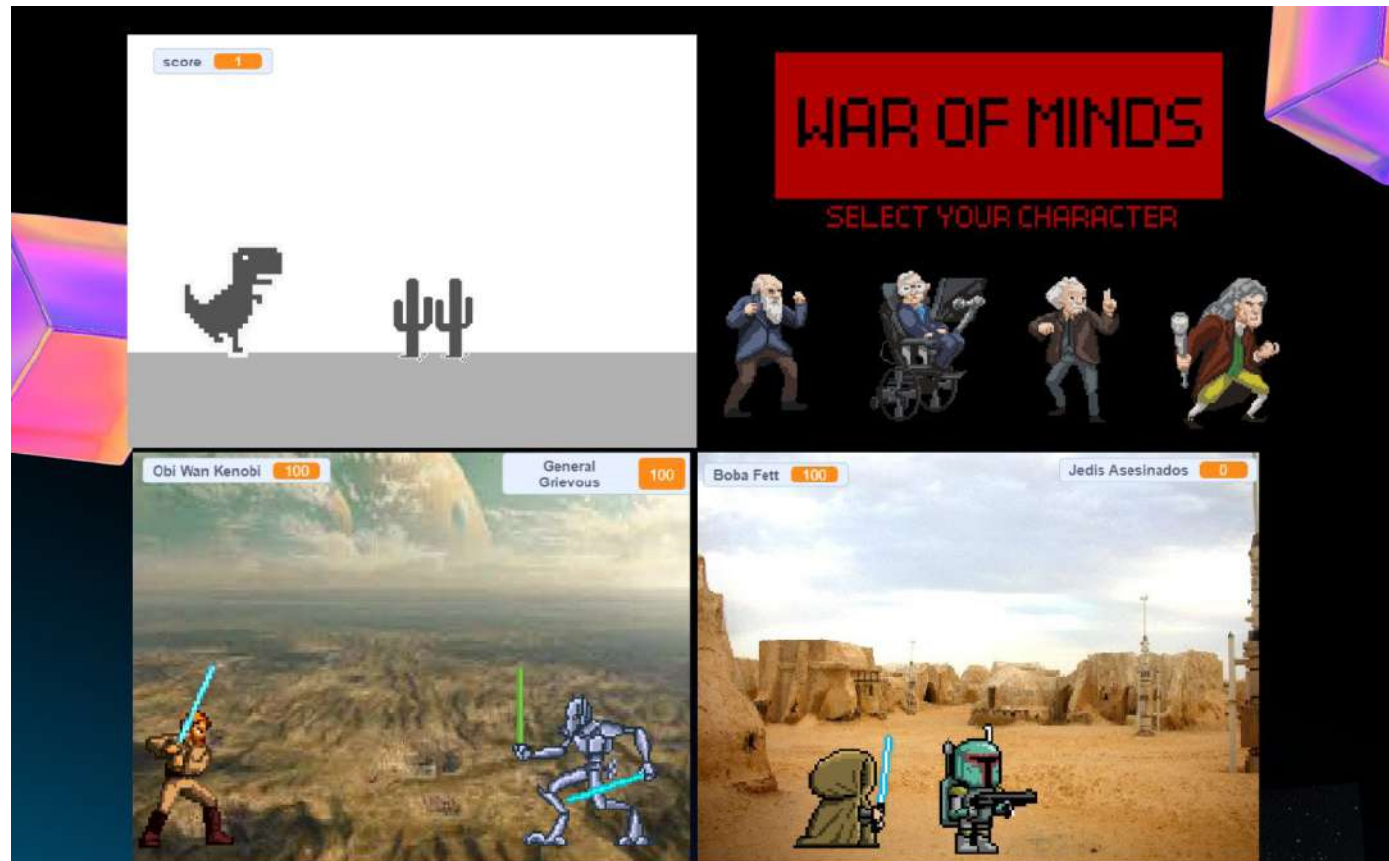 score 1
WAR OF MINDS
SELECT YOUR CHARACTER
Obi Wan Kenobi 100
General
Grievous 100
Boba Fett 100
Jedis Asesinados 0